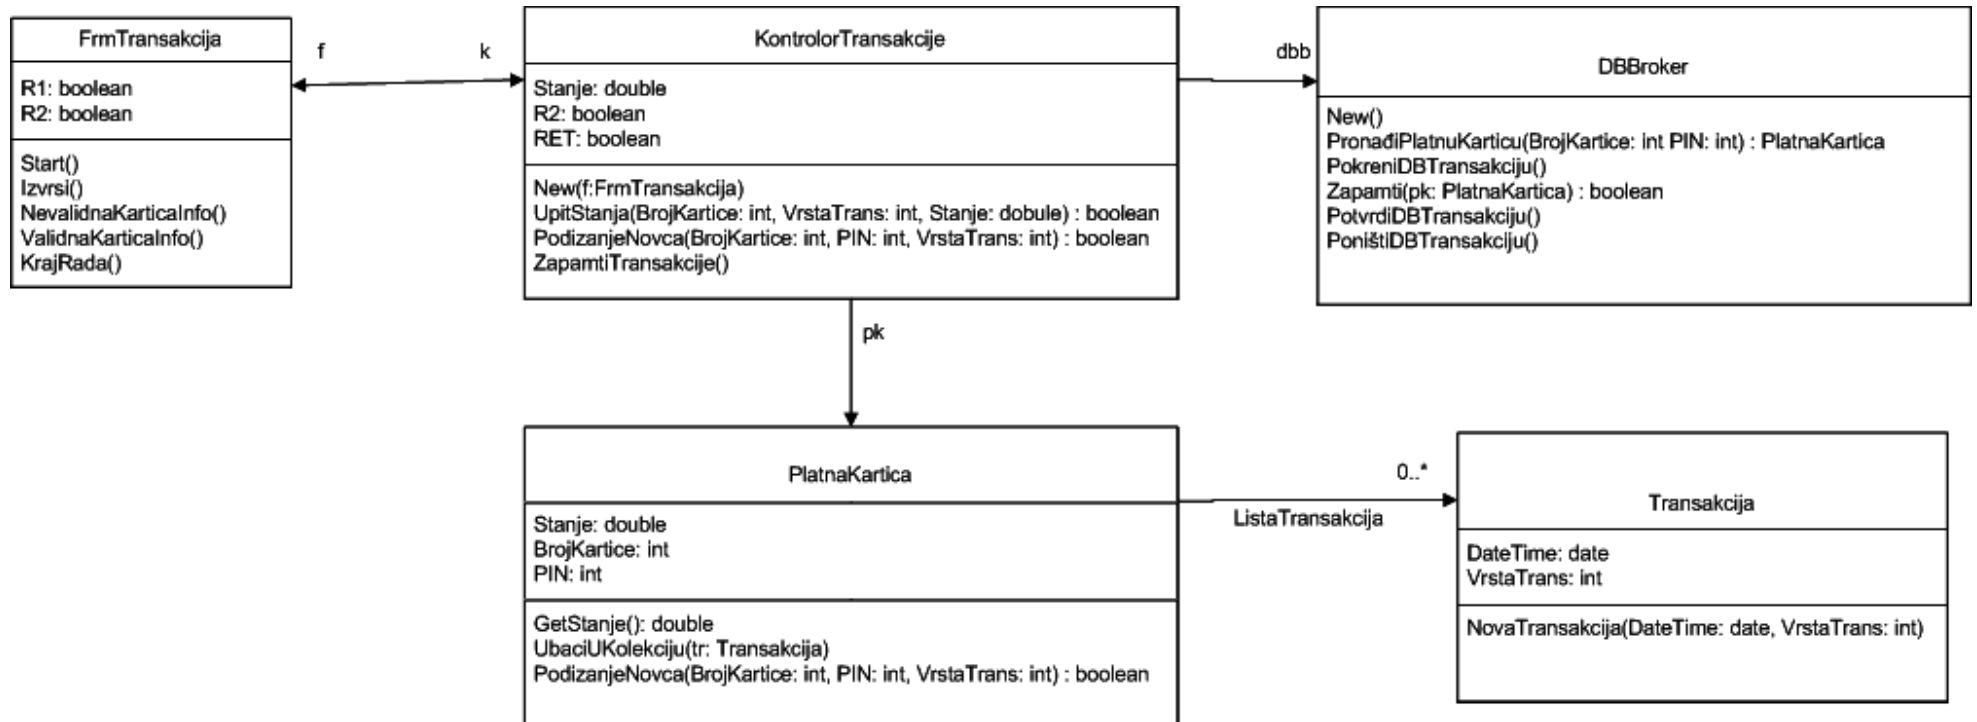 FrmTransakcija
R1: boolean
R2: boolean
Start()
Izvrsi()
NevalidnaKarticaInfo()
ValidnaKarticaInfo()
KrajRada()
f
k
KontrolorTransakcije
Stanje: double
R2: boolean
RET: boolean
New(f:FrmTransakcija)
UpitStanja(BrojKartice: int, VrstaTrans: int, Stanje: dobule) : boolean
PodizanjeNovca(BrojKartice: int, PIN: int, VrstaTrans: int) : boolean
ZapamtiTransakcije()
dbb
DBBroker
New()
PronađiPlatnuKarticu(BrojKartice: int PIN: int) : PlatnaKartica
PokreniDBTransakciju()
Zapamti(pk: PlatnaKartica) : boolean
PotvrdiDBTransakciju()
PoništiDBTransakciju()
pk
PlatnaKartica
Stanje: double
BrojKartice: int
PIN: int
GetStanje(): double
UbaciUKolekciju(tr: Transakcija)
PodizanjeNovca(BrojKartice: int, PIN: int, VrstaTrans: int) : boolean
0..*
ListaTransakcija
Transakcija
DateTime: date
VrstaTrans: int
NovaTransakcija(DateTime: date, VrstaTrans: int)